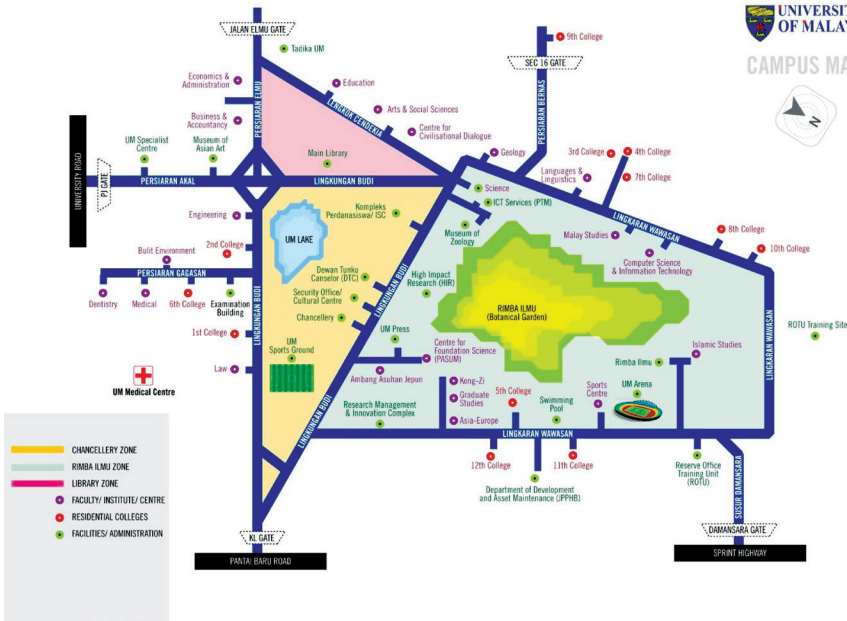 UNIVERSIT
OF MALAY
CAMPUS MA
N
JALAN ELMU GATE
Tadika UM
9th College
SEC 16 GATE
Economics &
Administration
Education
PERSIARAN ELMU
LENGKOK CENDEKIA
PERSIARAN BERNAS
Business &
Accountancy
Arts & Social Sciences
Centre for
Civilisational Dialogue
UNIVERSITY ROAD
PJ GATE
UM Specialist
Centre
Museum of
Asian Art
Main Library
Geology
3rd College
4th College
7th College
Languages &
Linguistics
PERSIARAN AKAL
LINGKUNGAN BUDI
Science
ICT Services (PTM)
Engineering
Kompleks
Perdanasiswa/ JSC
Museum of
Zoology
Malay Studies
LINGKARAN WAWASAN
8th College
10th College
2nd College
UM LAKE
Computer Science
& Information Technology
Bulit Environment
PERSIARAN GAGASAN
Dewan Tunku
Canselor (DTC)
High Impact
Research (HIR)
Dentistry
Medical
6th College
Examination
Building
LINGKUNGAN BUDI
Security Office/
Cultural Centre
LINGKUNGAN BUDI
RIMBA ILMU
(Botanical Garden)
LINGKARAN WAWASAN
ROTU Training Site
Chancellery
1st College
UM
Sports Ground
UM Press
Centre for
Foundation Science
(PASUM)
Islamic Studies
Rimba Ilmu
Law
UM Medical Centre
Ambang Asuhan Jepun
Kong-Zi
Graduate
Studies
Asia-Europe
5th College
Swimming
Pool
Sports
Centre
UM Arena
Research Management
& Innovation Complex
LINGKUNGAN BUDI
LINGKARAN WAWASAN
12th College
11th College
Department of Development
and Asset Maintenance (JPPHB)
Reserve Office
Training Unit
(ROTU)
SUSUR DAMANSARA
CHANCELLERY ZONE
RIMBA ILMU ZONE
LIBRARY ZONE
FACULTY/ INSTITUTE/ CENTRE
RESIDENTIAL COLLEGES
FACILITIES/ ADMINISTRATION
KL GATE
PANTAI BARU ROAD
DAMANSARA GATE
SPRINT HIGHWAY